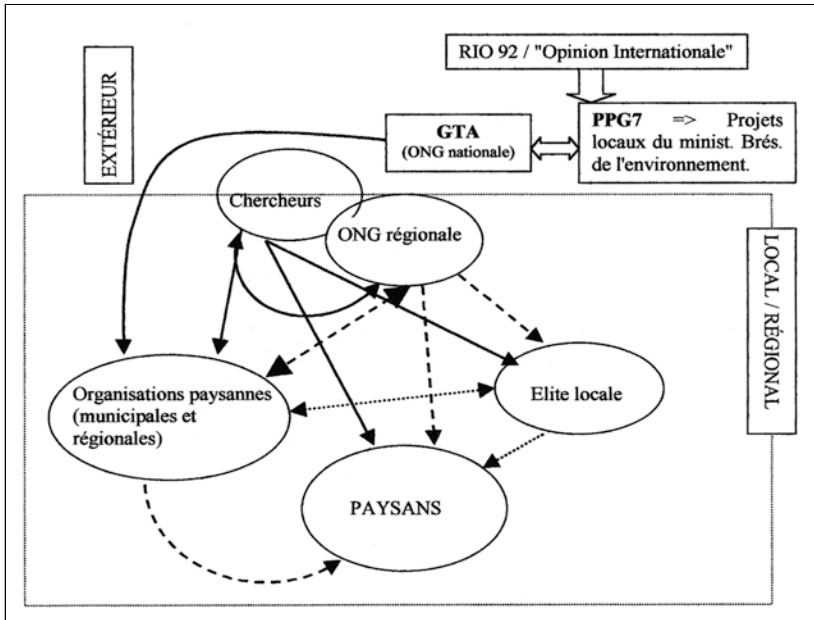 RIO 92 / "Opinion Internationale"
EXTÉRIEUR
GTA
(ONG nationale)
PPG7 => Projets
locaux du minist. Brés.
de l'environnement.
Chercheurs
ONG régionale
LOCAL / RÉGIONAL
Organisations paysannes
(municipales et
régionales)
Elite locale
PAYSANS